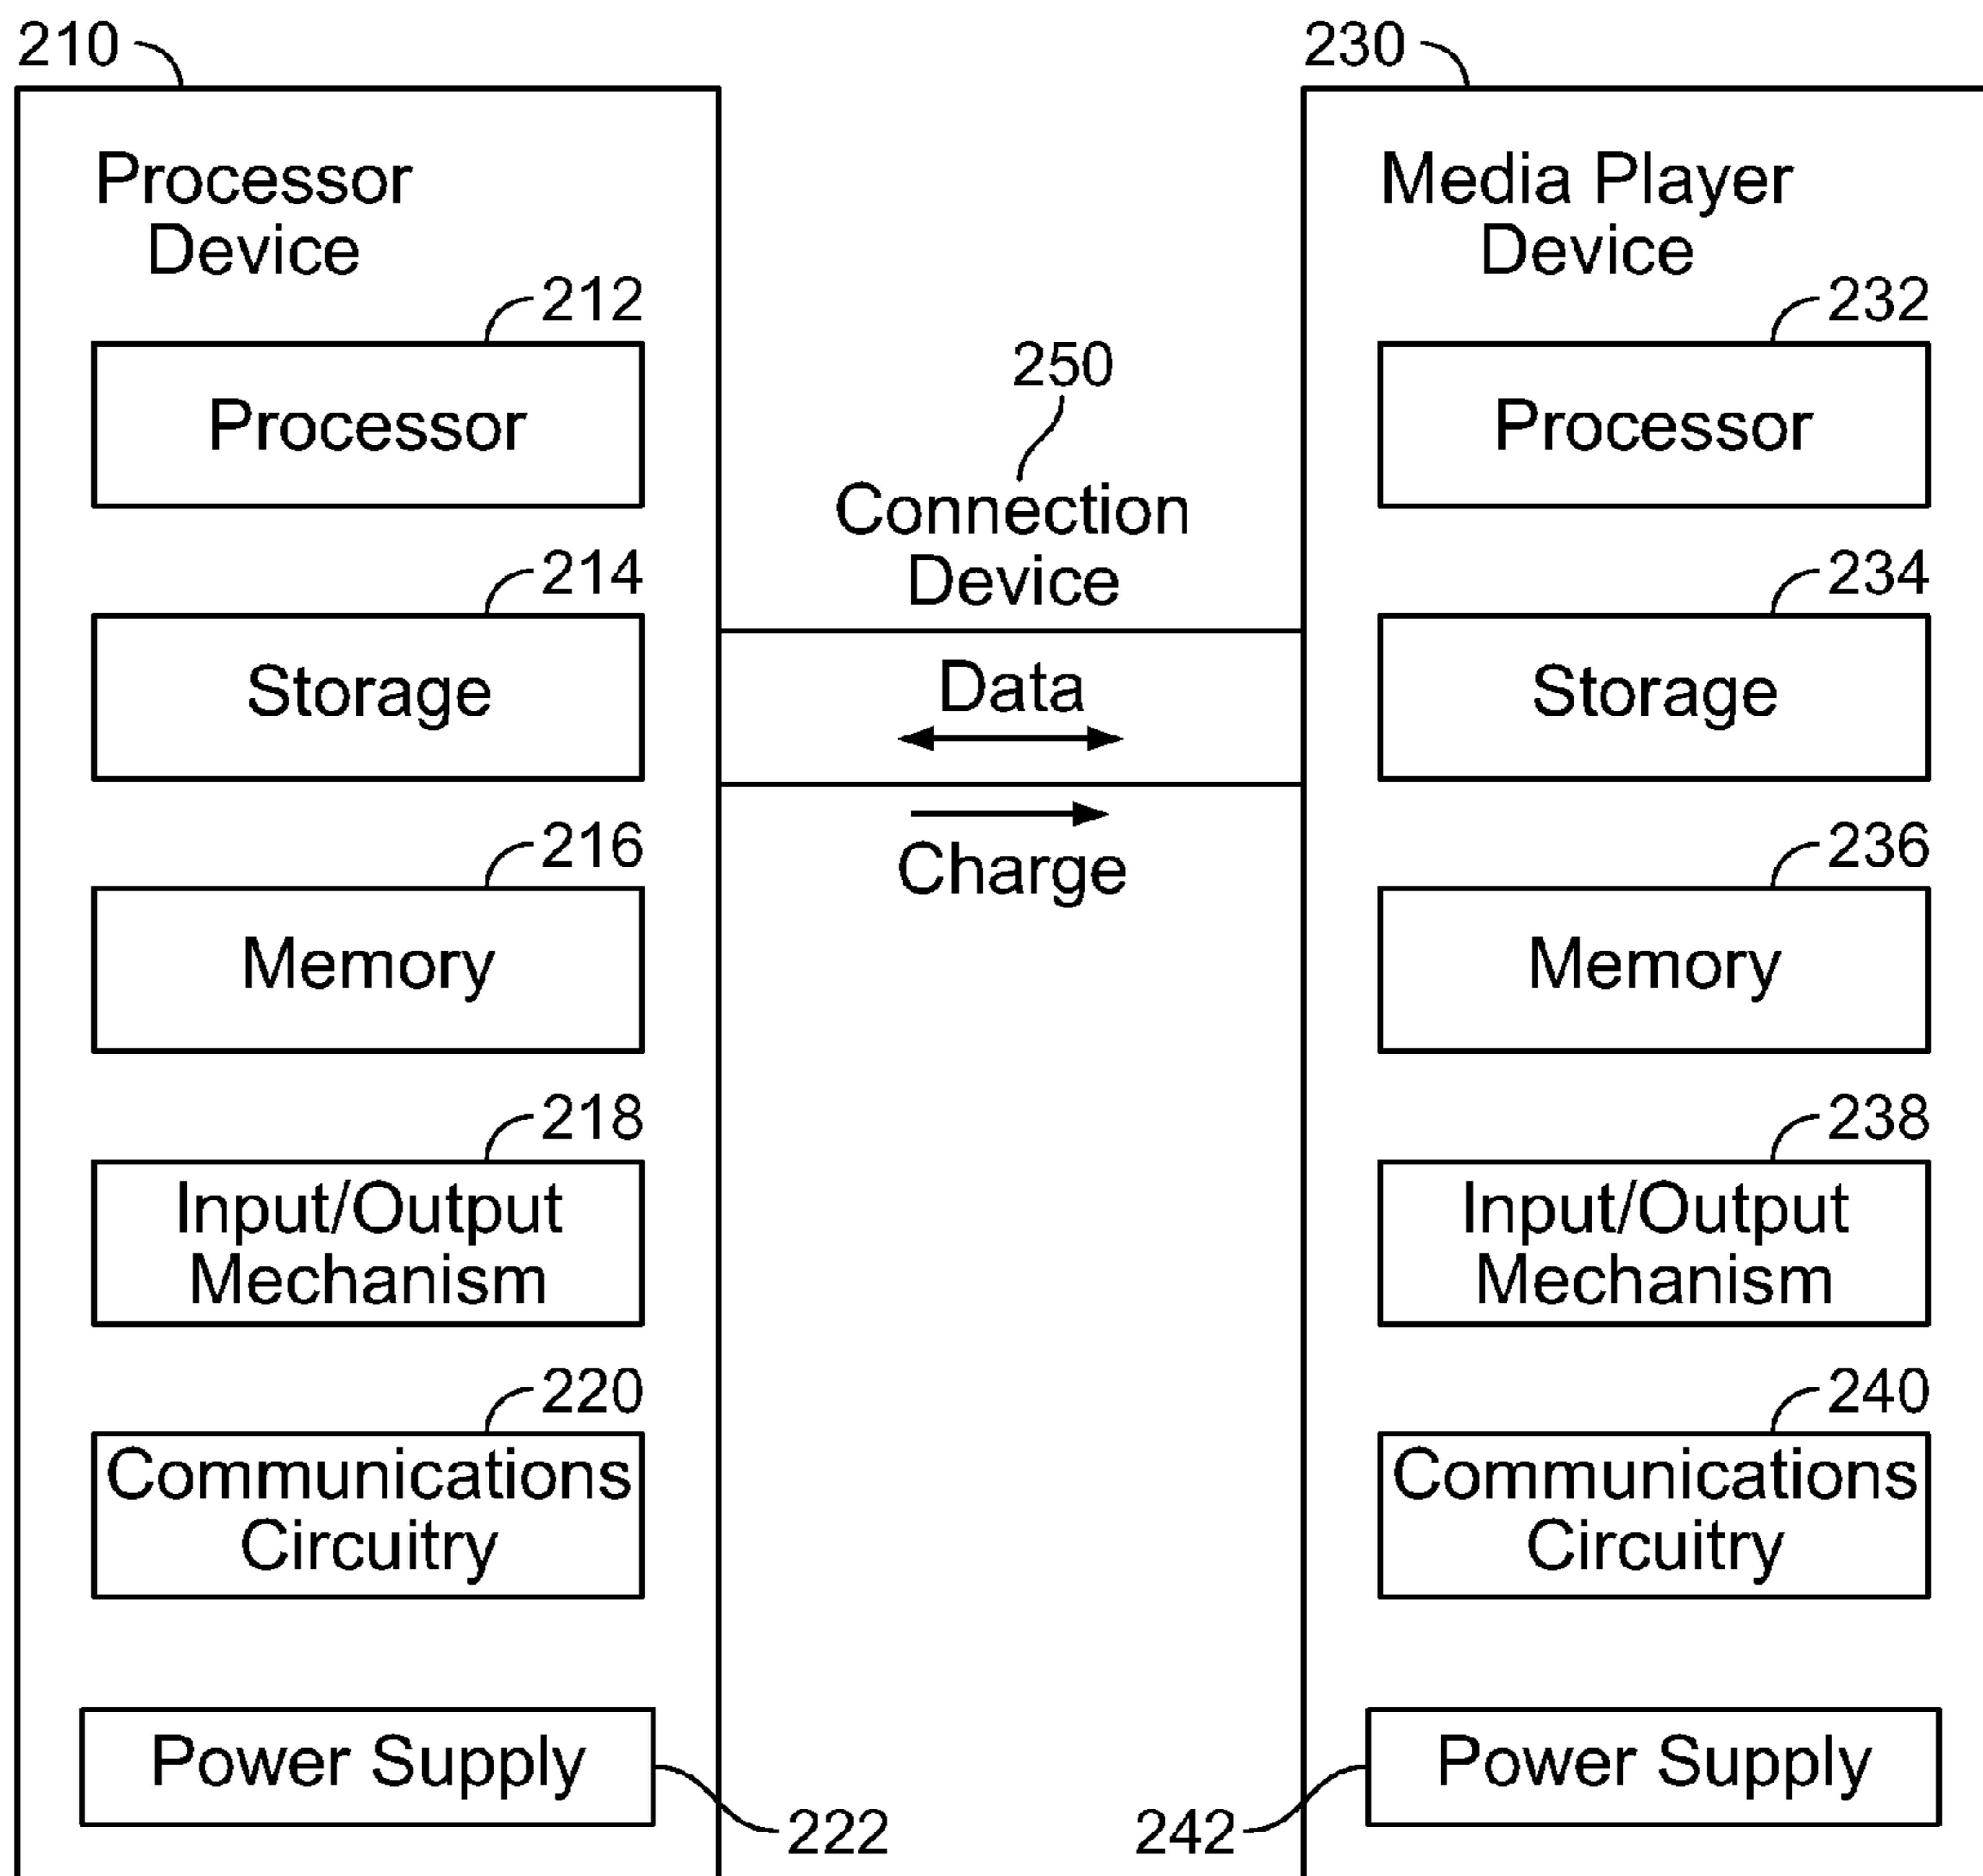 210
Processor
Device
212
Processor
214
Storage
216
Memory
218
Input/Output
Mechanism
220
Communications
Circuitry
Power Supply
222
250
Connection
Device
Data
Charge
230
Media Player
Device
232
Processor
234
Storage
236
Memory
238
Input/Output
Mechanism
240
Communications
Circuitry
Power Supply
242